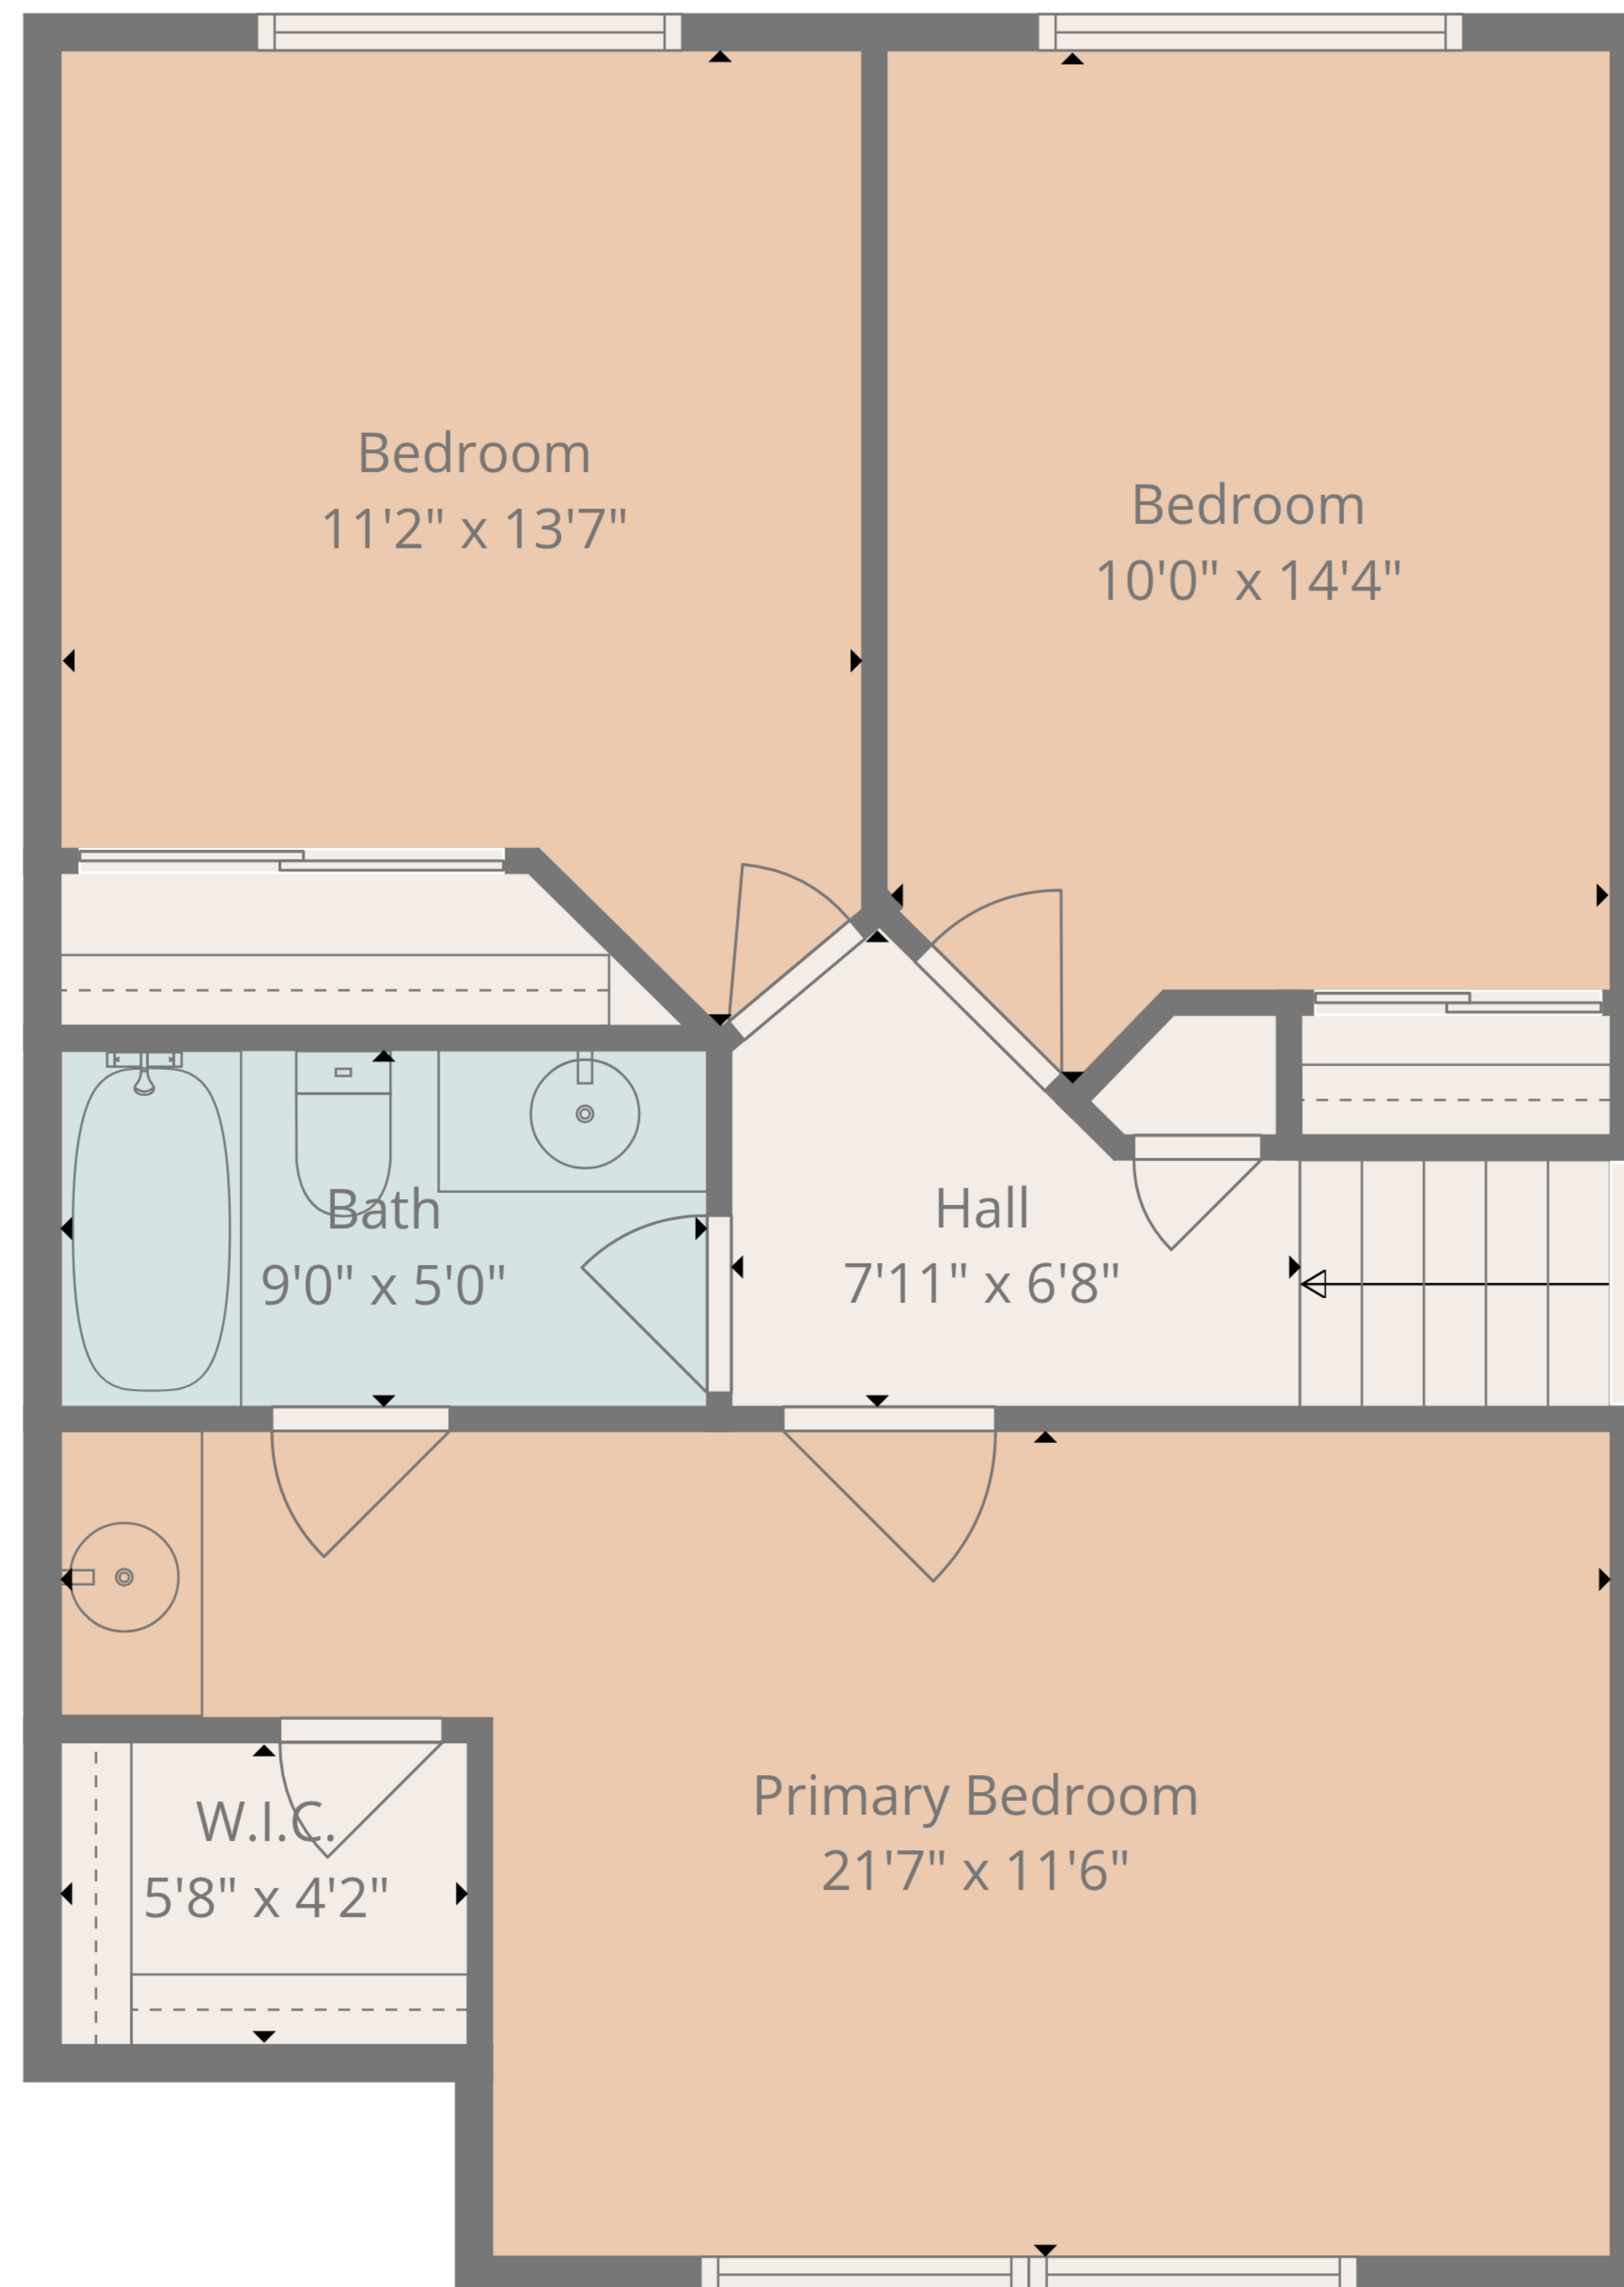 Bedroom
11'2" x 13'7"
Bedroom
10'0" x 14'4"
Bath
9'0" x 5'0"
Hall
7'11" x 6'8"
Primary Bedroom
21'7" x 11'6"
W.I.C.
5'8" x 4'2"